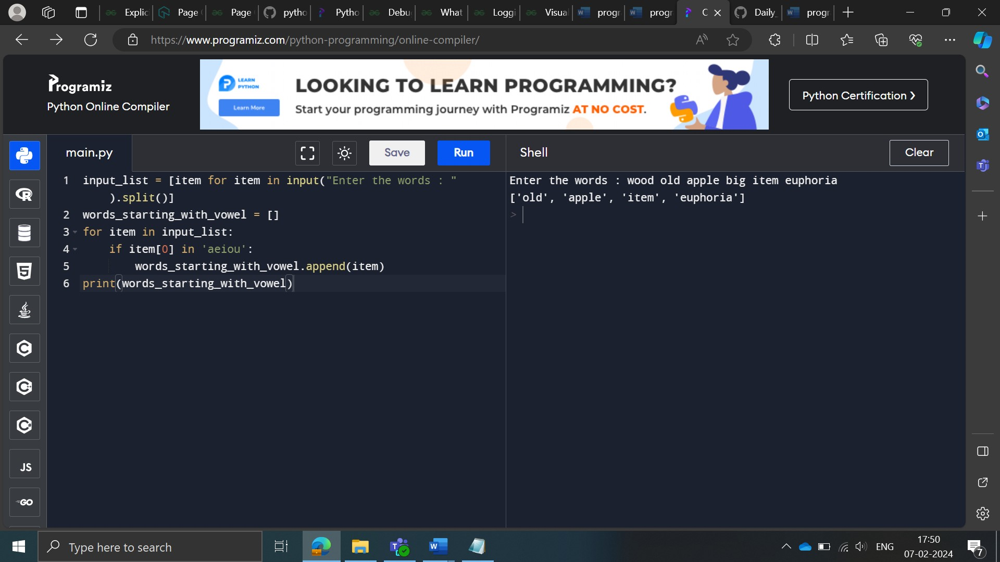 Explic Page Page pytho Pytho Debu What Loggi Visua progr progr C Daily_ progr
https://www.programiz.com/python-programming/online-compiler/
Programiz
Python Online Compiler
LEARN
PYTHON
Learn More
LOOKING TO LEARN PROGRAMMING?
Start your programming journey with Programiz AT NO COST.
Python Certification ❯
main.py
Save
Run
Shell
Clear
1 input_list = [item for item in input("Enter the words : "
).split()]
2 words_starting_with_vowel = []
3 for item in input_list:
4 if item[0] in 'aeiou':
5 words_starting_with_vowel.append(item)
6 print(words_starting_with_vowel)
Enter the words : wood old apple big item euphoria
['old', 'apple', 'item', 'euphoria']
>
JS
GO
Type here to search
ENG
17:50
07-02-2024
7